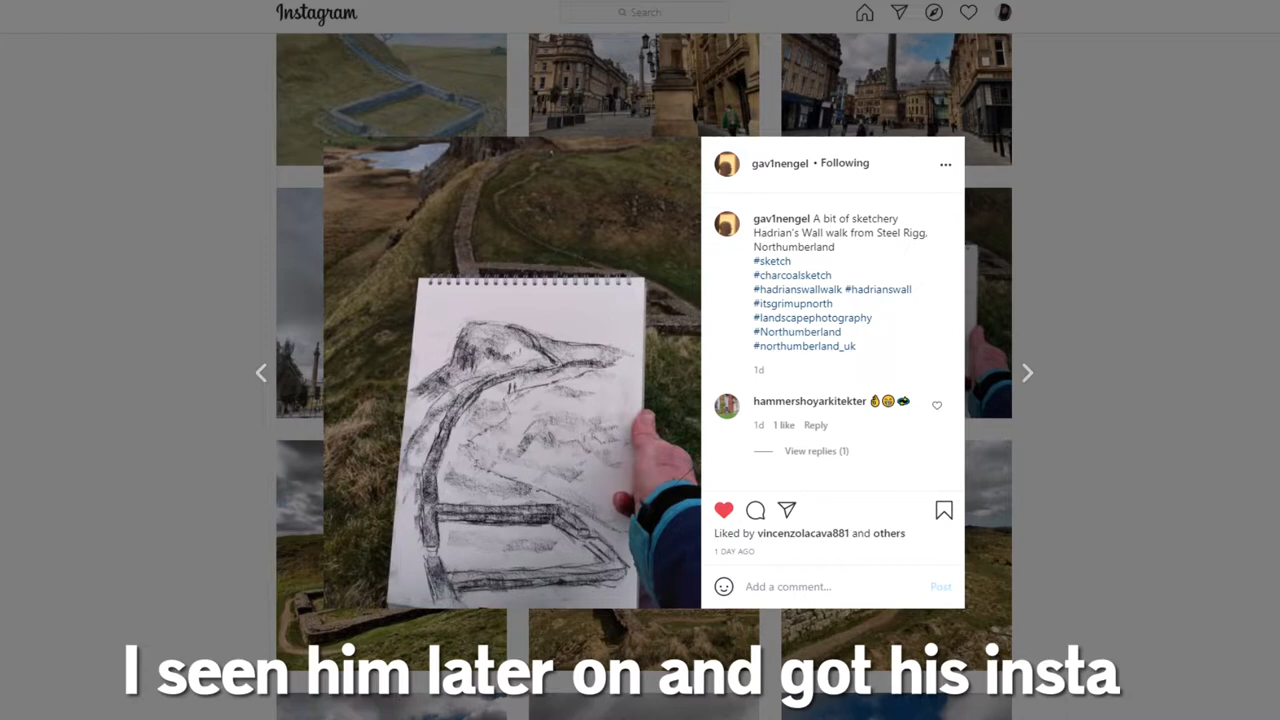 Instagram
Search
gav1nengel • Following
gav1nengel A bit of sketchery
Hadrian's Wall walk from Steel Rigg,
Northumberland
#sketch
#charcoalsketch
#hadrianswallwalk #hadrianswall
#itsgrimupnorth
#landscapephotography
#Northumberland
#northumberland_uk
1d
hammershoyarkitekter 👌😁
1d 1 like Reply
View replies (1)
Liked by vincenzolacava881 and others
1 DAY AGO
Add a comment...
Post
I seen him later on and got his insta